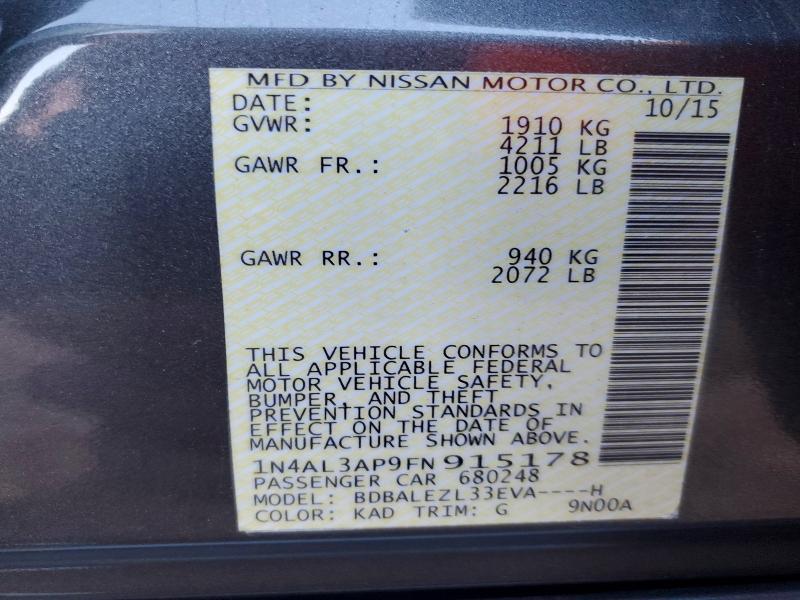 MFD BY NISSAN MOTOR CO., LTD.
DATE: 10/15
GVWR: 1910 KG
4211 LB
GAWR FR.: 1005 KG
2216 LB
GAWR RR.: 940 KG
2072 LB
THIS VEHICLE CONFORMS TO
ALL APPLICABLE FEDERAL
MOTOR VEHICLE SAFETY,
BUMPER, AND THEFT
PREVENTION STANDARDS IN
EFFECT ON THE DATE OF
MANUFACTURE SHOWN ABOVE.
1N4AL3AP9FN915178
PASSENGER CAR 680248
MODEL: BDBALEZL33EVA----H
COLOR: KAD TRIM: G 9N00A